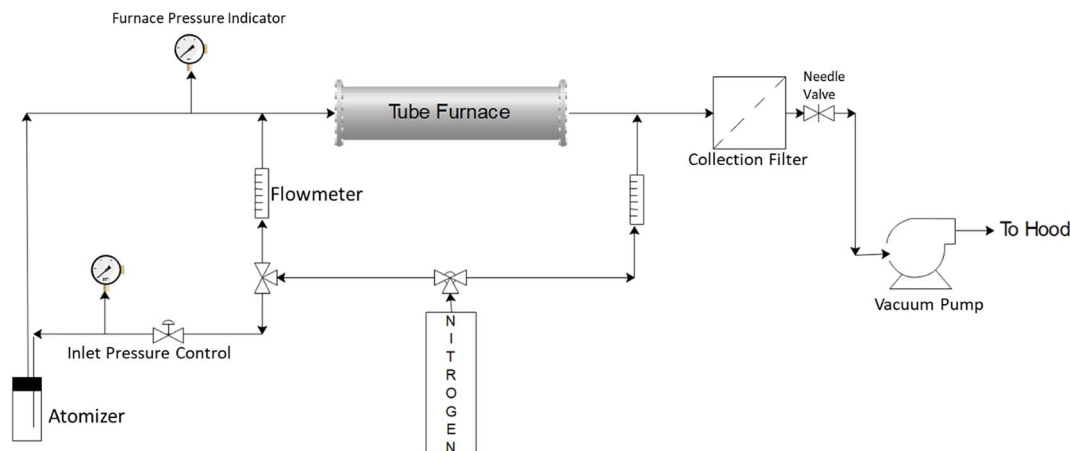 Furnace Pressure Indicator
Tube Furnace
Needle
Valve
Collection Filter
Flowmeter
To Hood
Vacuum Pump
Inlet Pressure Control
Atomizer
N
I
T
R
O
G
E
N